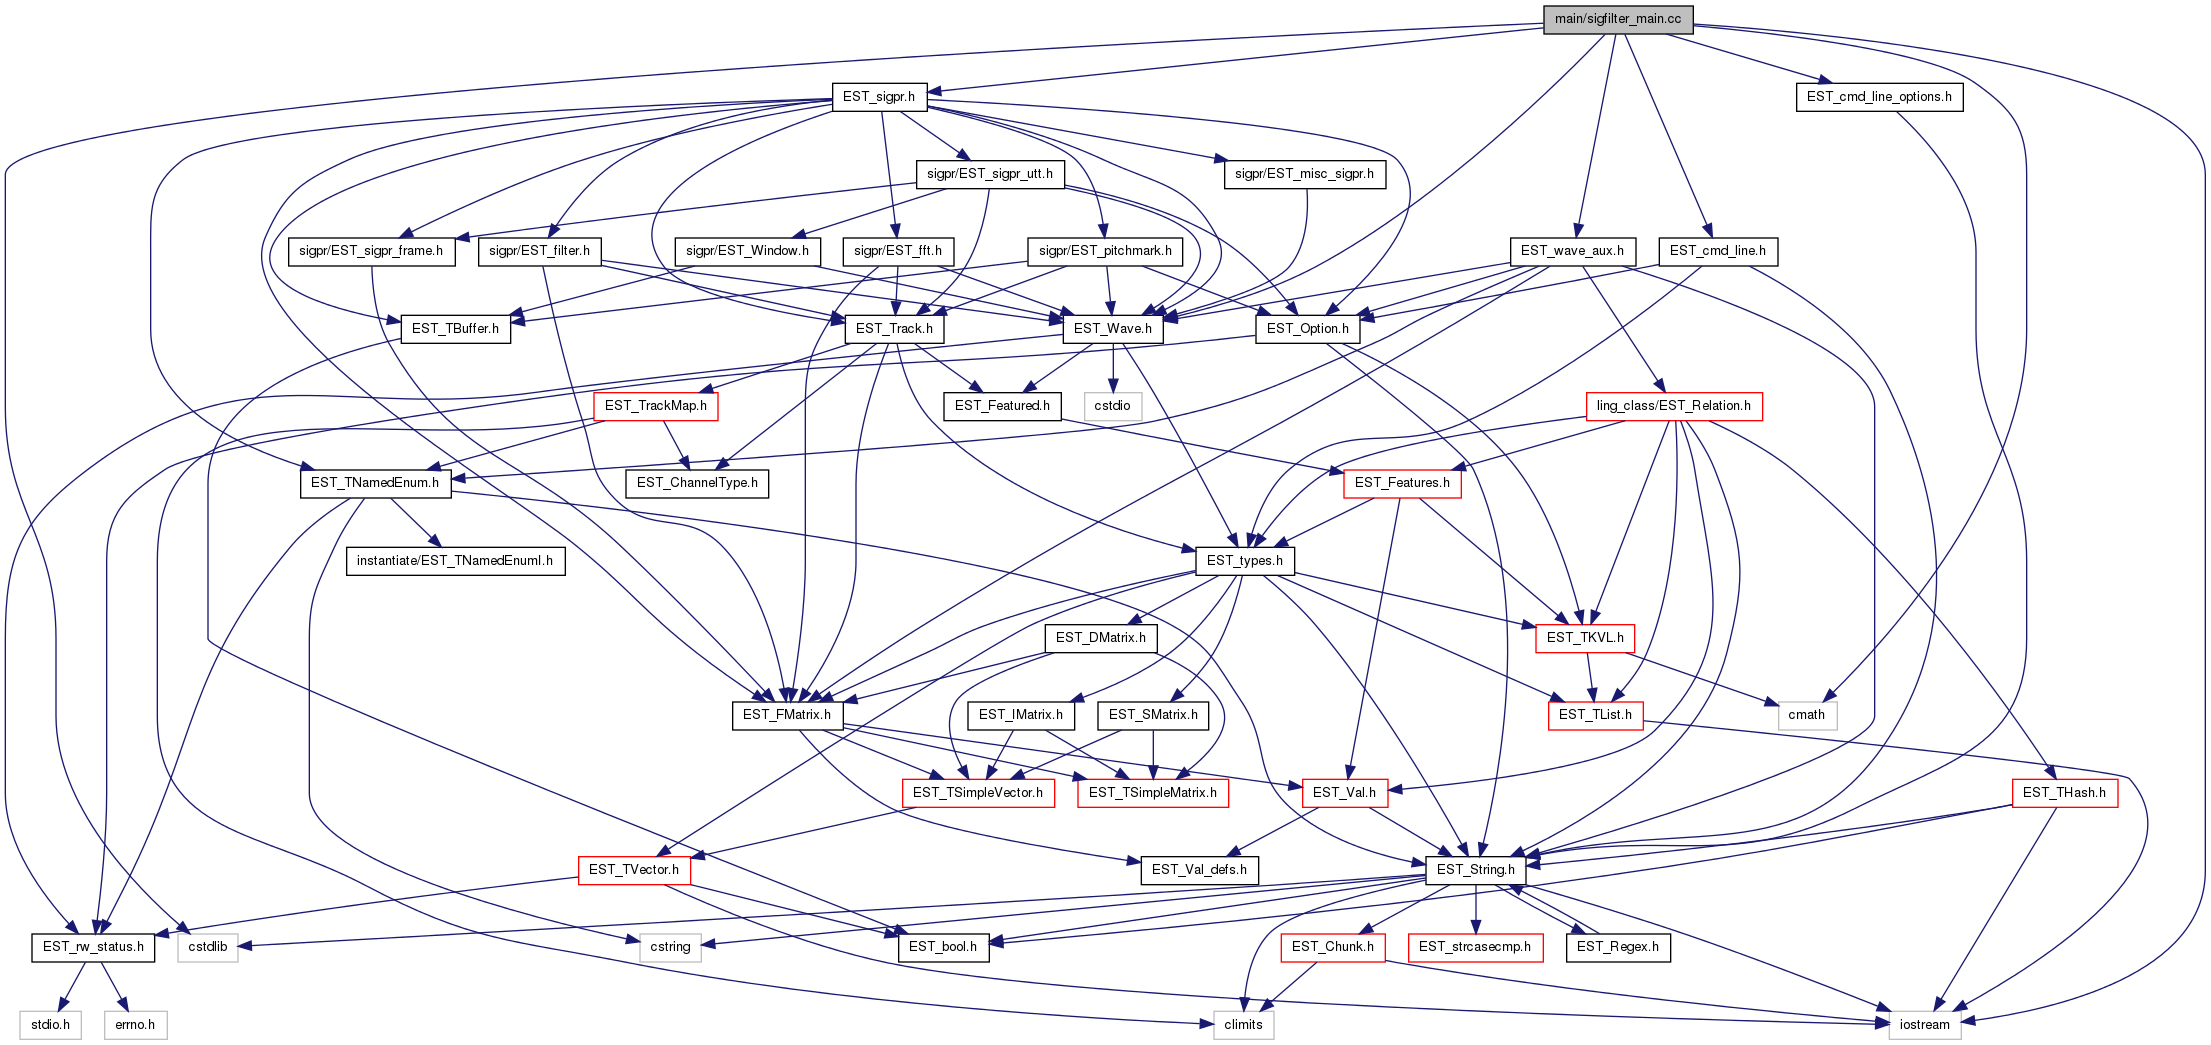 main/sigfilter_main.cc
EST_sigpr.h
EST_cmd_line_options.h
sigpr/EST_sigpr_utt.h
sigpr/EST_misc_sigpr.h
sigpr/EST_sigpr_frame.h
sigpr/EST_filter.h
sigpr/EST_Window.h
sigpr/EST_fft.h
sigpr/EST_pitchmark.h
EST_wave_aux.h
EST_cmd_line.h
EST_TBuffer.h
EST_Track.h
EST_Wave.h
EST_Option.h
EST_TrackMap.h
EST_Featured.h
cstdio
ling_class/EST_Relation.h
EST_TNamedEnum.h
EST_ChannelType.h
EST_Features.h
instantiate/EST_TNamedEnumI.h
EST_types.h
EST_DMatrix.h
EST_TKVL.h
EST_FMatrix.h
EST_IMatrix.h
EST_SMatrix.h
EST_TList.h
cmath
EST_TSimpleVector.h
EST_TSimpleMatrix.h
EST_Val.h
EST_THash.h
EST_TVector.h
EST_Val_defs.h
EST_String.h
EST_rw_status.h
cstdlib
cstring
EST_bool.h
EST_Chunk.h
EST_strcasecmp.h
EST_Regex.h
stdio.h
errno.h
climits
iostream